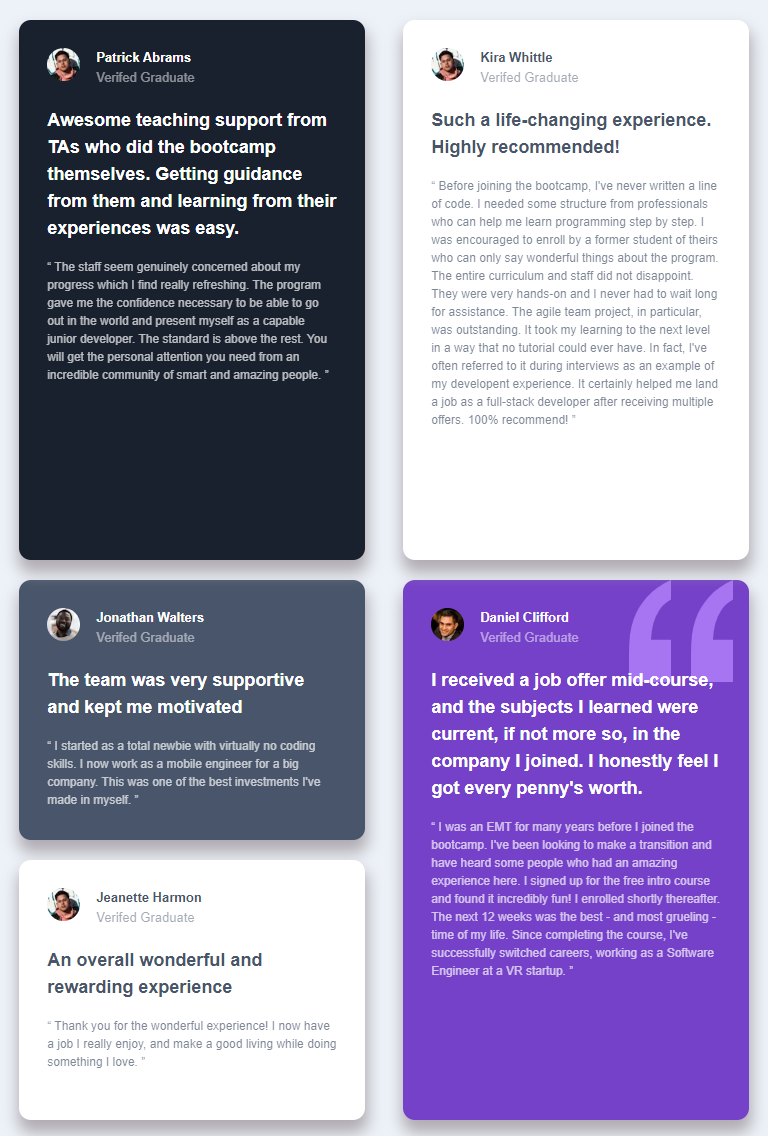 Patrick Abrams
Verifed Graduate
Awesome teaching support from
TAs who did the bootcamp
themselves. Getting guidance
from them and learning from their
experiences was easy.
“ The staff seem genuinely concerned about my
progress which I find really refreshing. The program
gave me the confidence necessary to be able to go
out in the world and present myself as a capable
junior developer. The standard is above the rest. You
will get the personal attention you need from an
incredible community of smart and amazing people. ”
Kira Whittle
Verifed Graduate
Such a life-changing experience.
Highly recommended!
“ Before joining the bootcamp, I've never written a line
of code. I needed some structure from professionals
who can help me learn programming step by step. I
was encouraged to enroll by a former student of theirs
who can only say wonderful things about the program.
The entire curriculum and staff did not disappoint.
They were very hands-on and I never had to wait long
for assistance. The agile team project, in particular,
was outstanding. It took my learning to the next level
in a way that no tutorial could ever have. In fact, I've
often referred to it during interviews as an example of
my developent experience. It certainly helped me land
a job as a full-stack developer after receiving multiple
offers. 100% recommend! ”
Jonathan Walters
Verifed Graduate
The team was very supportive
and kept me motivated
“ I started as a total newbie with virtually no coding
skills. I now work as a mobile engineer for a big
company. This was one of the best investments I've
made in myself. ”
Daniel Clifford
Verifed Graduate
I received a job offer mid-course,
and the subjects I learned were
current, if not more so, in the
company I joined. I honestly feel I
got every penny's worth.
“ I was an EMT for many years before I joined the
bootcamp. I've been looking to make a transition and
have heard some people who had an amazing
experience here. I signed up for the free intro course
and found it incredibly fun! I enrolled shortly thereafter.
The next 12 weeks was the best - and most grueling -
time of my life. Since completing the course, I've
successfully switched careers, working as a Software
Engineer at a VR startup. ”
Jeanette Harmon
Verifed Graduate
An overall wonderful and
rewarding experience
“ Thank you for the wonderful experience! I now have
a job I really enjoy, and make a good living while doing
something I love. ”